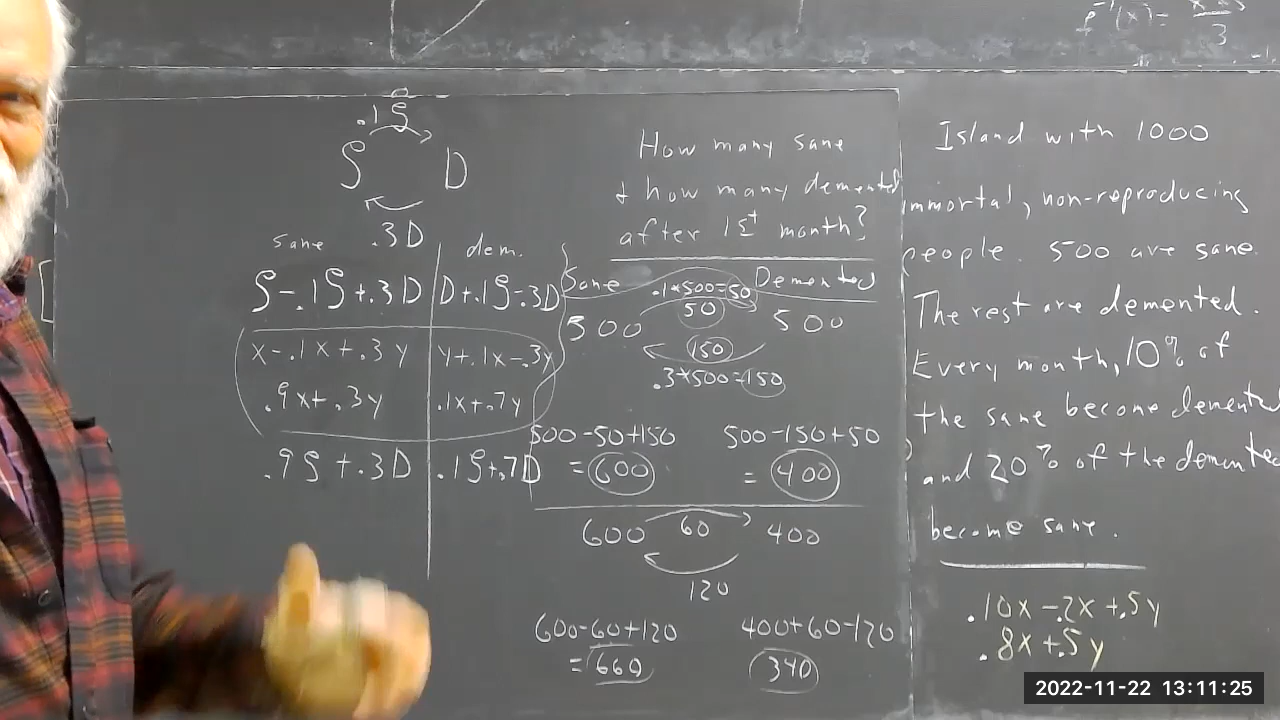 f⁻¹(x) =
3
.1S
S D
.3D
sane dem.
S-.1S+.3D D+.1S-.3D
x-.1x+.3y y+.1x-.3y
.9x+.3y .1x+.7y
.9S+.3D .1S+.7D
How many sane
+ how many demented
after 1st month?
Sane Demented
.1*500=50
50
500 500
150
.3*500=150
500-50+150 500-150+50
=600 =400
600 60 400
120
600-60+120 400+60-120
=660 340
Island with 1000
immortal, non-reproducing
people. 500 are sane.
The rest are demented.
Every month, 10% of
the sane become demented
and 20% of the demented
become sane.
.10x-.2x+.5y
.8x+.5y
2022-11-22 13:11:25